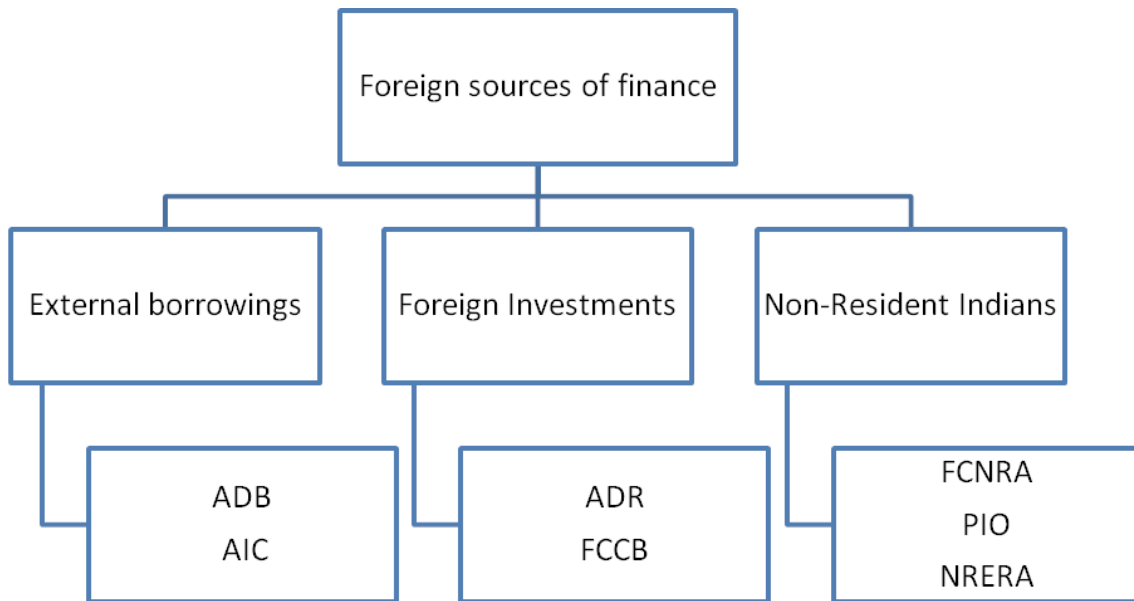 Foreign sources of finance
External borrowings
Foreign Investments
Non-Resident Indians
ADB
AIC
ADR
FCCB
FCNRA
PIO
NRERA